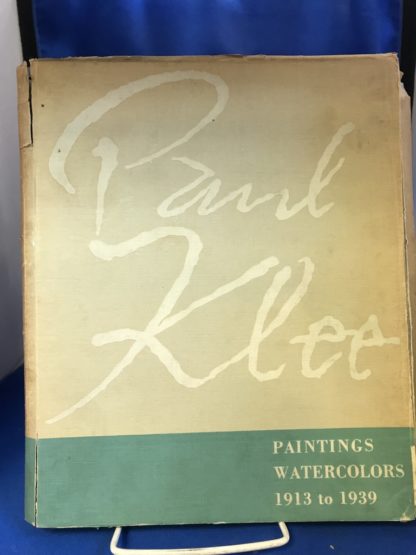 Paul
Klee
PAINTINGS
WATERCOLORS
1913 to 1939